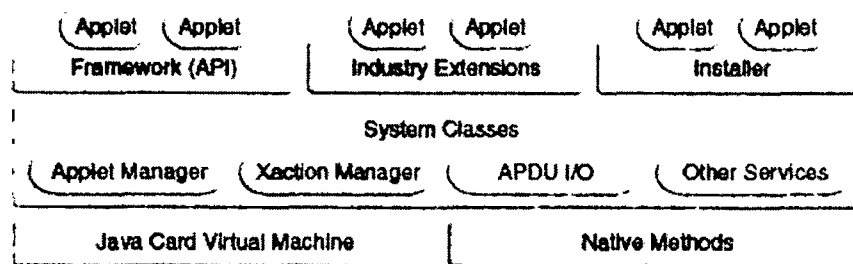 Applet Applet Applet Applet Applet Applet
Framework (API) Industry Extensions Installer
System Classes
Applet Manager Xaction Manager APDU I/O Other Services
Java Card Virtual Machine Native Methods